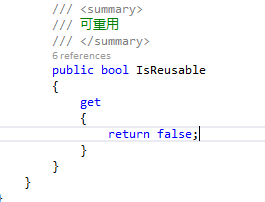 /// <summary>
/// 可重用
/// </summary>
6 references
public bool IsReusable
{
get
{
return false;
}
}
}
}